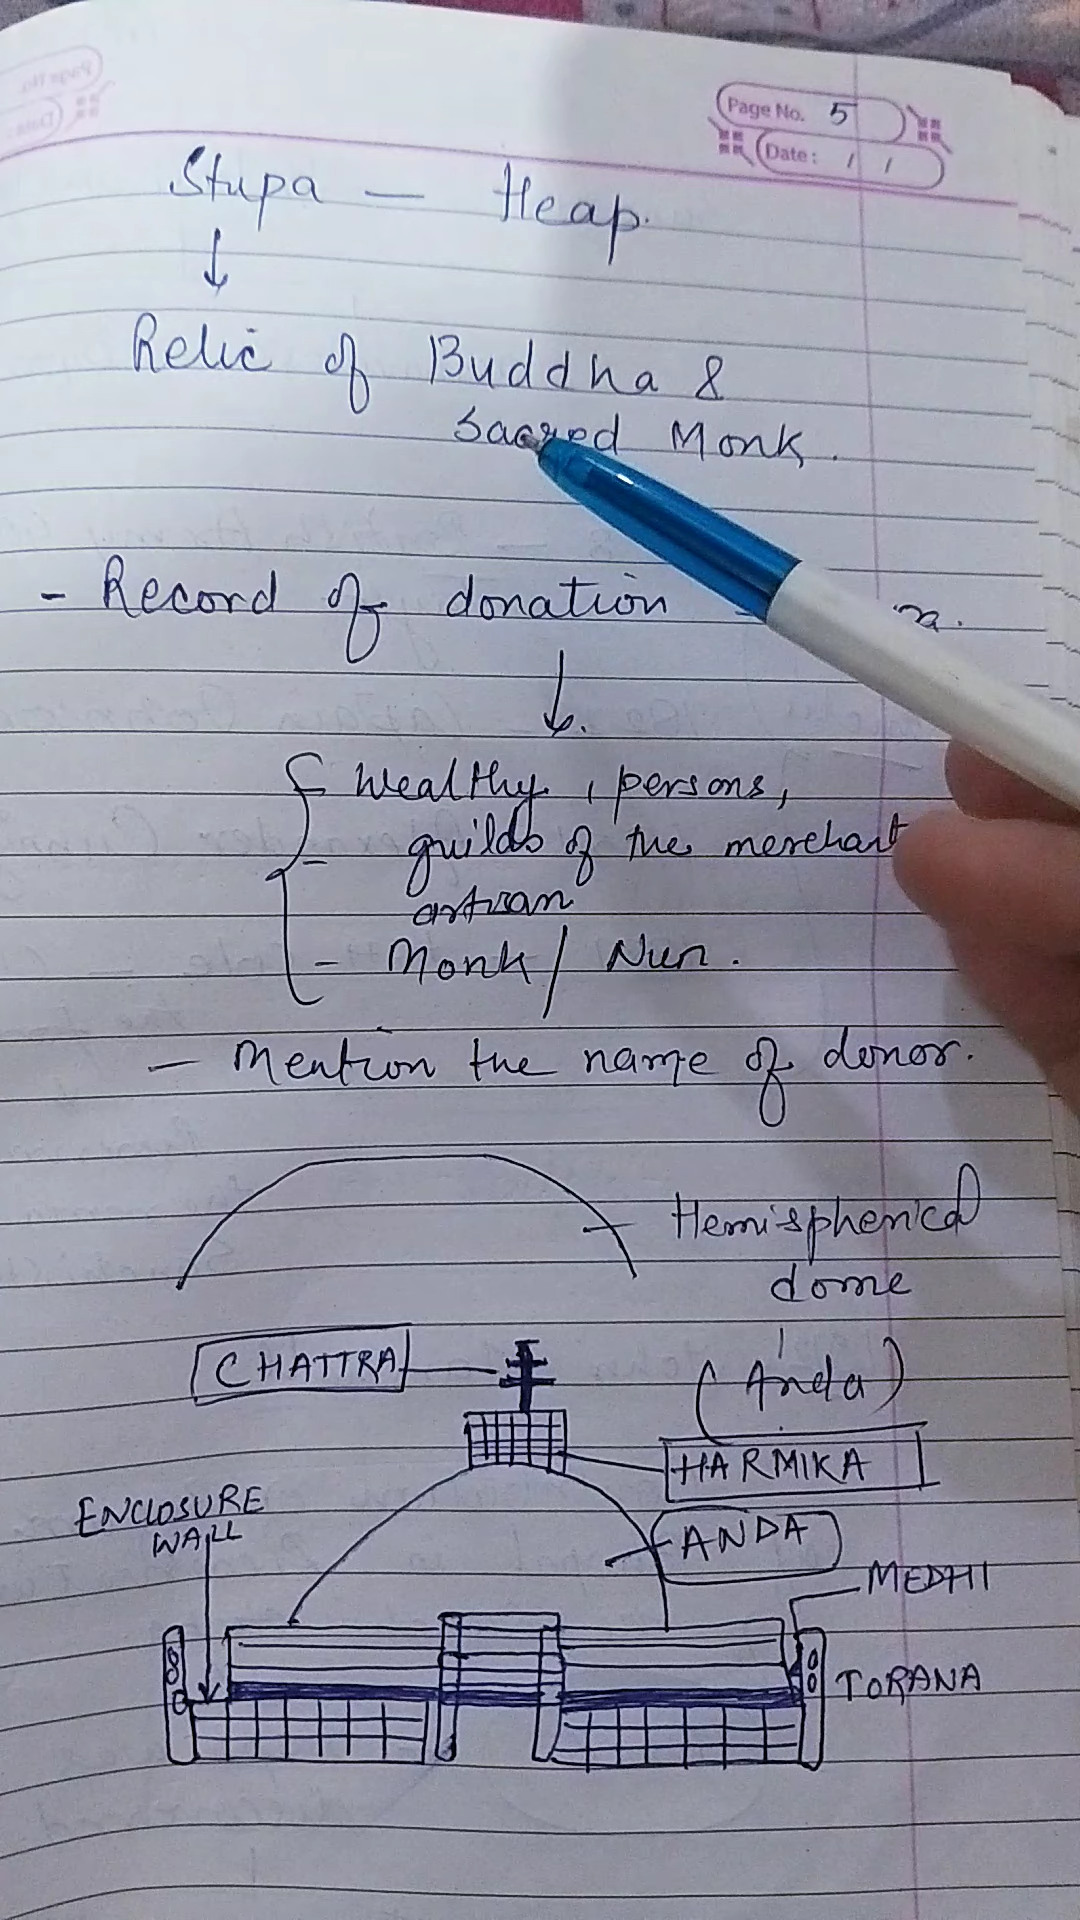 Page No. 5
Date: / /
Stupa — Heap.
↓
Relic of Buddha &
Sacred Monk.
- Record of donation
↓
Wealthy, persons,
- guilds of the merchant
artisan
- Monk / Nun.
— Mention the name of donor.
Hemispherical
dome
(Anda)
CHATTRA
HARMIKA
ENCLOSURE
WALL
ANDA
MEDHI
TORANA